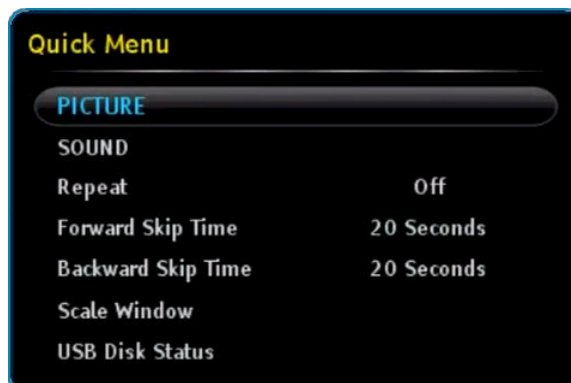 Quick Menu
PICTURE
SOUND
Repeat Off
Forward Skip Time 20 Seconds
Backward Skip Time 20 Seconds
Scale Window
USB Disk Status